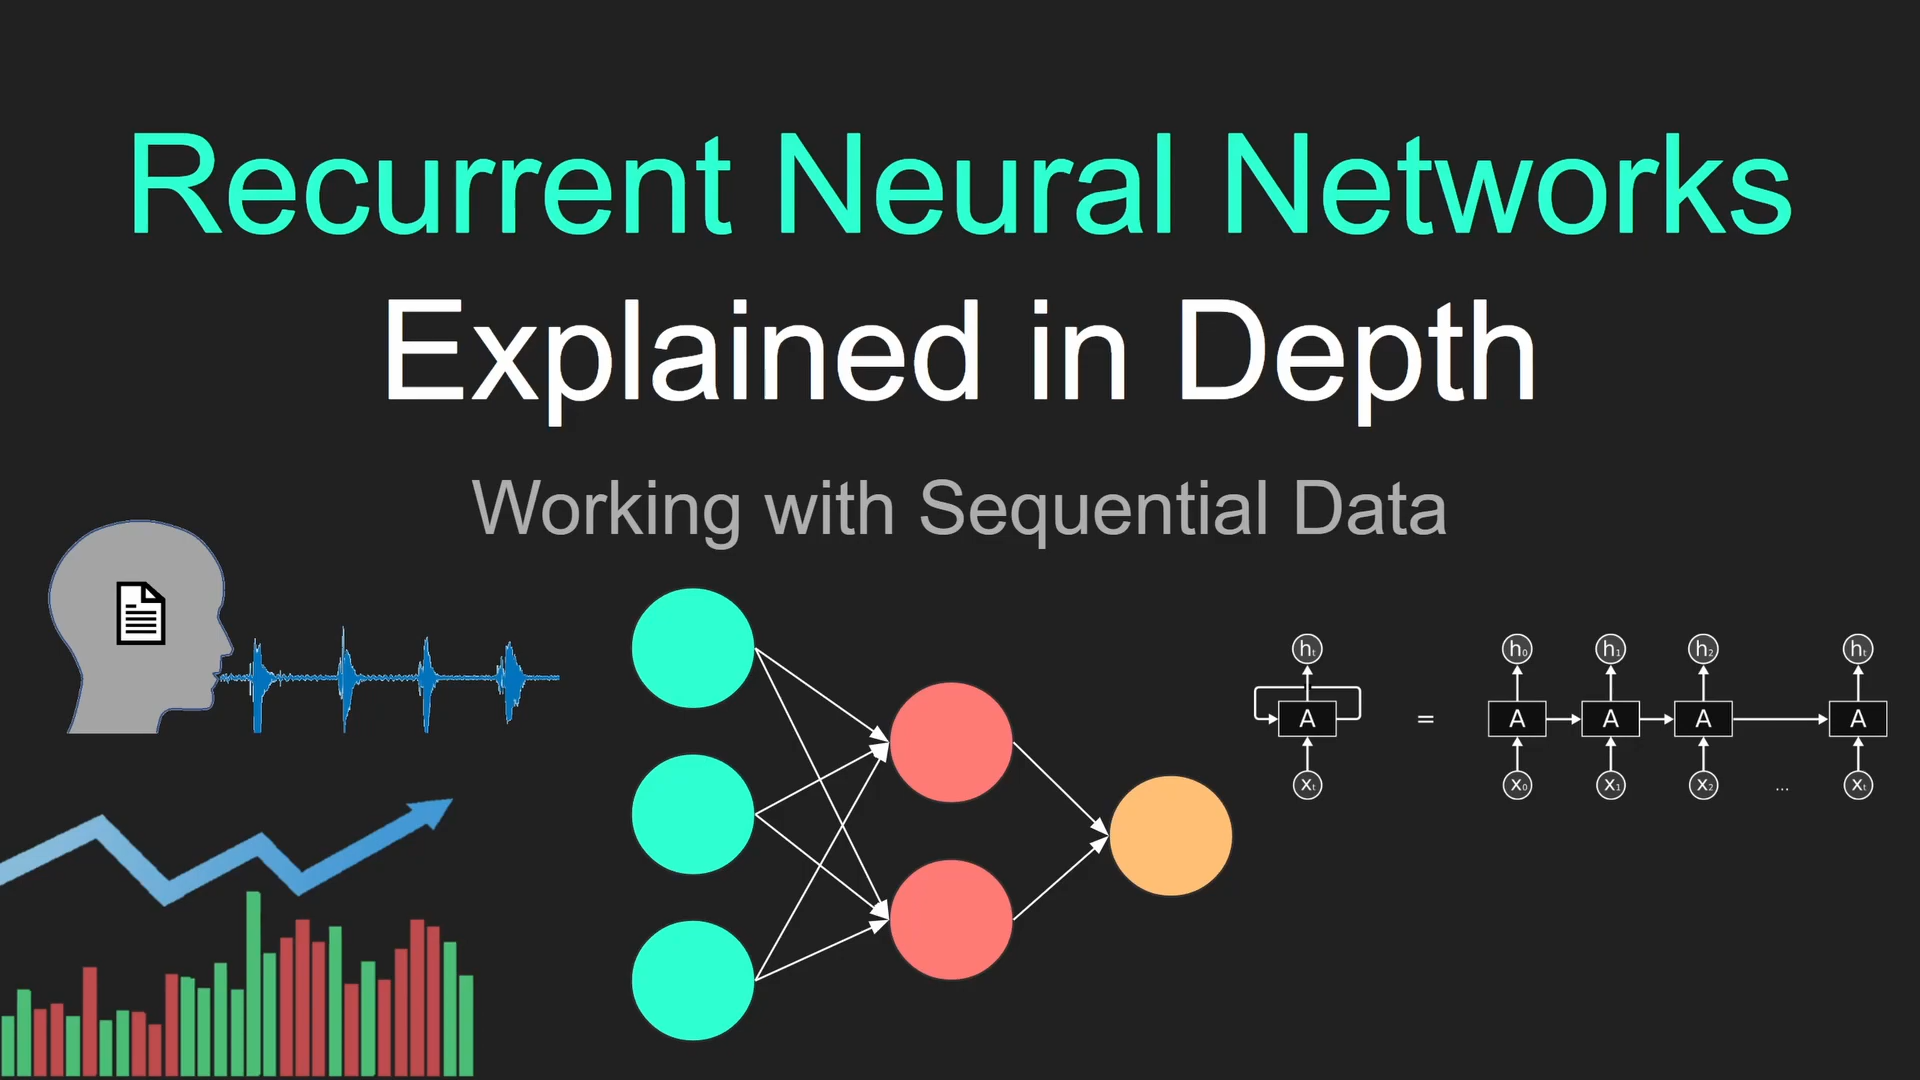 Recurrent Neural Networks
Explained in Depth
Working with Sequential Data
hₜ h₀ h₁ h₂ hₜ
A = A A A A
xₜ x₀ x₁ x₂ ... xₜ